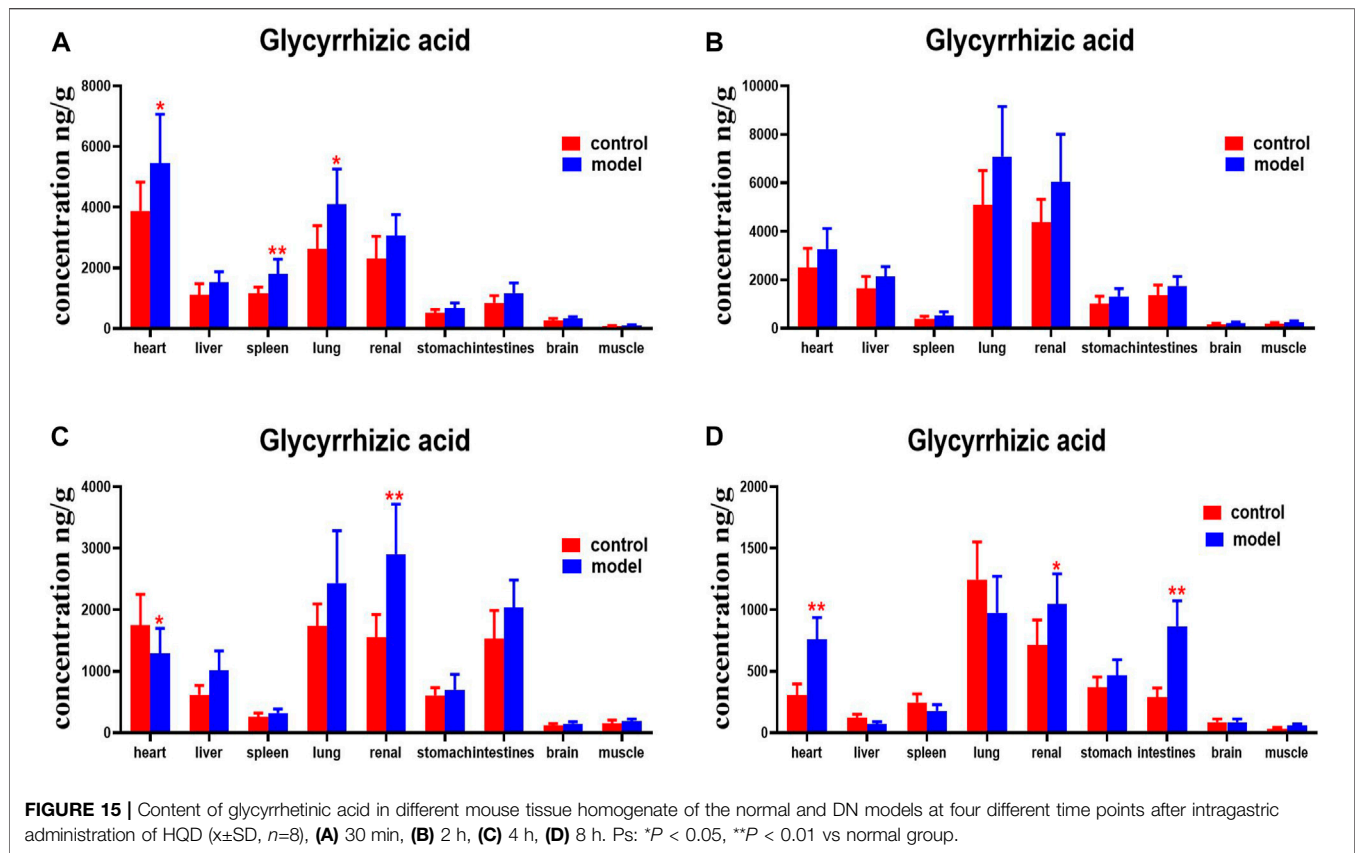 A
Glycyrrhizic acid
concentration ng/g
8000
6000
4000
2000
0
*
**
*
control
model
heart liver spleen lung renal stomach intestines brain muscle
B
Glycyrrhizic acid
concentration ng/g
10000
8000
6000
4000
2000
0
control
model
heart liver spleen lung renal stomach intestines brain muscle
C
Glycyrrhizic acid
concentration ng/g
4000
3000
2000
1000
0
*
**
control
model
heart liver spleen lung renal stomach intestines brain muscle
D
Glycyrrhizic acid
concentration ng/g
2000
1500
1000
500
0
**
*
**
control
model
heart liver spleen lung renal stomach intestines brain muscle
FIGURE 15 | Content of glycyrrhetinic acid in different mouse tissue homogenate of the normal and DN models at four different time points after intragastric
administration of HQD (x±SD, n=8), (A) 30 min, (B) 2 h, (C) 4 h, (D) 8 h. Ps: *P < 0.05, **P < 0.01 vs normal group.